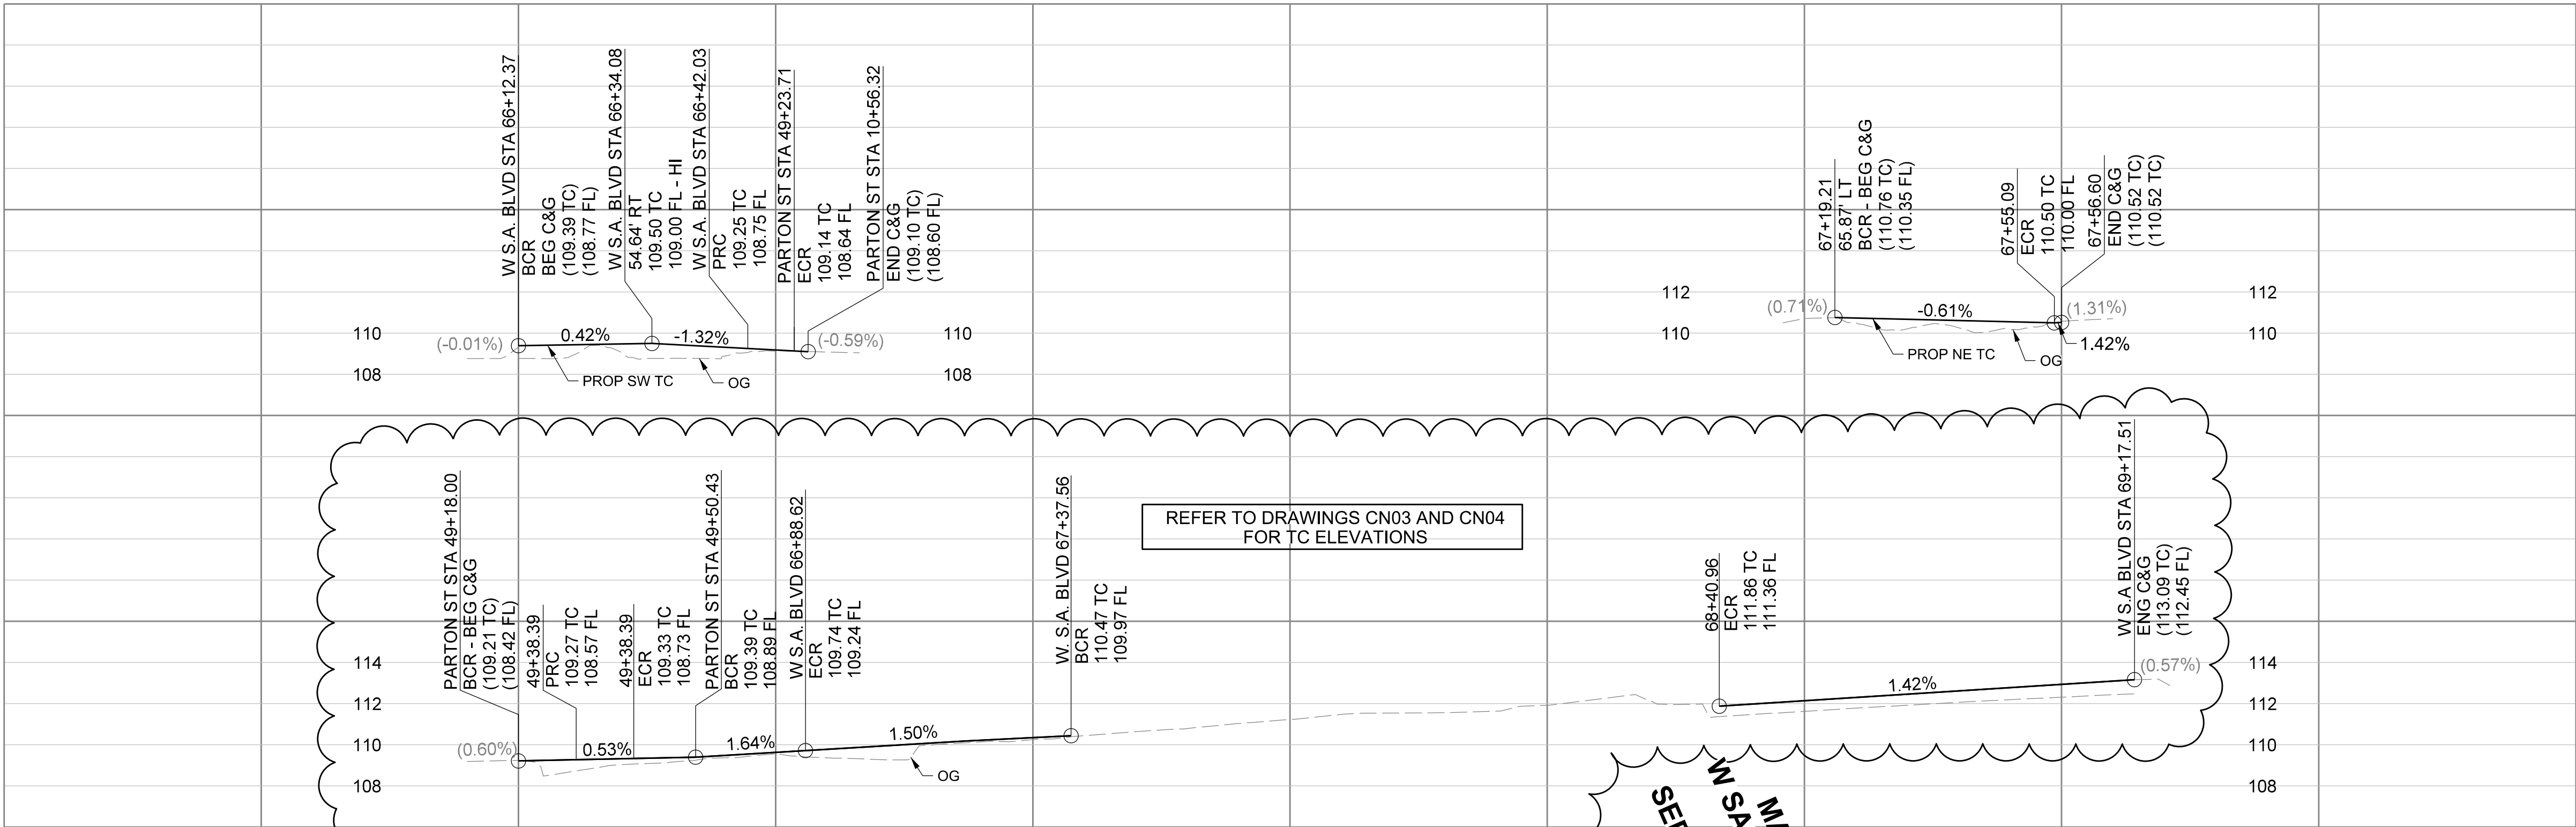 W S.A. BLVD STA 66+12.37
BCR
BEG C&G
(109.39 TC)
(108.77 FL)
W S.A. BLVD STA 66+34.08
54.64' RT
109.50 TC
109.00 FL - HI
W S.A. BLVD STA 66+42.03
PRC
109.25 TC
108.75 FL
PARTON ST STA 49+23.71
ECR
109.14 TC
108.64 FL
PARTON ST STA 10+56.32
END C&G
(109.10 TC)
(108.60 FL)
110
(-0.01%)
0.42%
-1.32%
(-0.59%)
110
108
PROP SW TC
OG
108
67+19.21
65.87' LT
BCR - BEG C&G
(110.76 TC)
(110.35 FL)
67+55.09
ECR
110.50 TC
110.00 FL
67+56.60
END C&G
(110.52 TC)
(110.52 TC)
112
(0.71%)
-0.61%
(1.31%)
112
110
PROP NE TC
OG
1.42%
110
PARTON ST STA 49+18.00
BCR - BEG C&G
(109.21 TC)
(108.42 FL)
49+38.39
PRC
109.27 TC
108.57 FL
49+38.39
ECR
109.33 TC
108.73 FL
PARTON ST STA 49+50.43
BCR
109.39 TC
108.89 FL
W S.A. BLVD 66+88.62
ECR
109.74 TC
109.24 FL
W. S.A. BLVD 67+37.56
BCR
110.47 TC
109.97 FL
REFER TO DRAWINGS CN03 AND CN04
FOR TC ELEVATIONS
68+40.96
ECR
111.86 TC
111.36 FL
W S.A BLVD STA 69+17.51
ENG C&G
(113.09 TC)
(112.45 FL)
114
112
110
108
(0.60%)
0.53%
1.64%
1.50%
OG
1.42%
(0.57%)
114
112
110
108